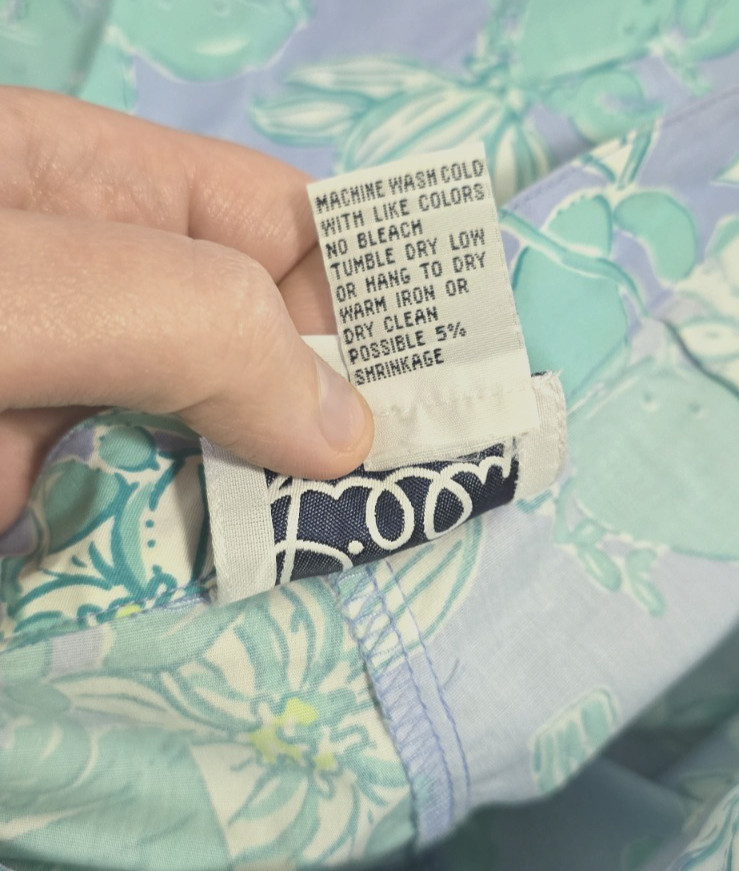 MACHINE WASH COLD
WITH LIKE COLORS
NO BLEACH
TUMBLE DRY LOW
OR HANG TO DRY
WARM IRON OR
DRY CLEAN
POSSIBLE 5%
SHRINKAGE